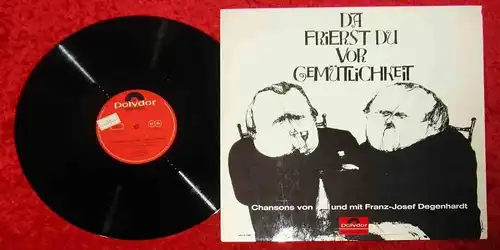 DA
FRIERST DU
VOR
GEMÜTLICHKEIT
Chansons von und mit Franz-Josef Degenhardt
Polydor
Polydor